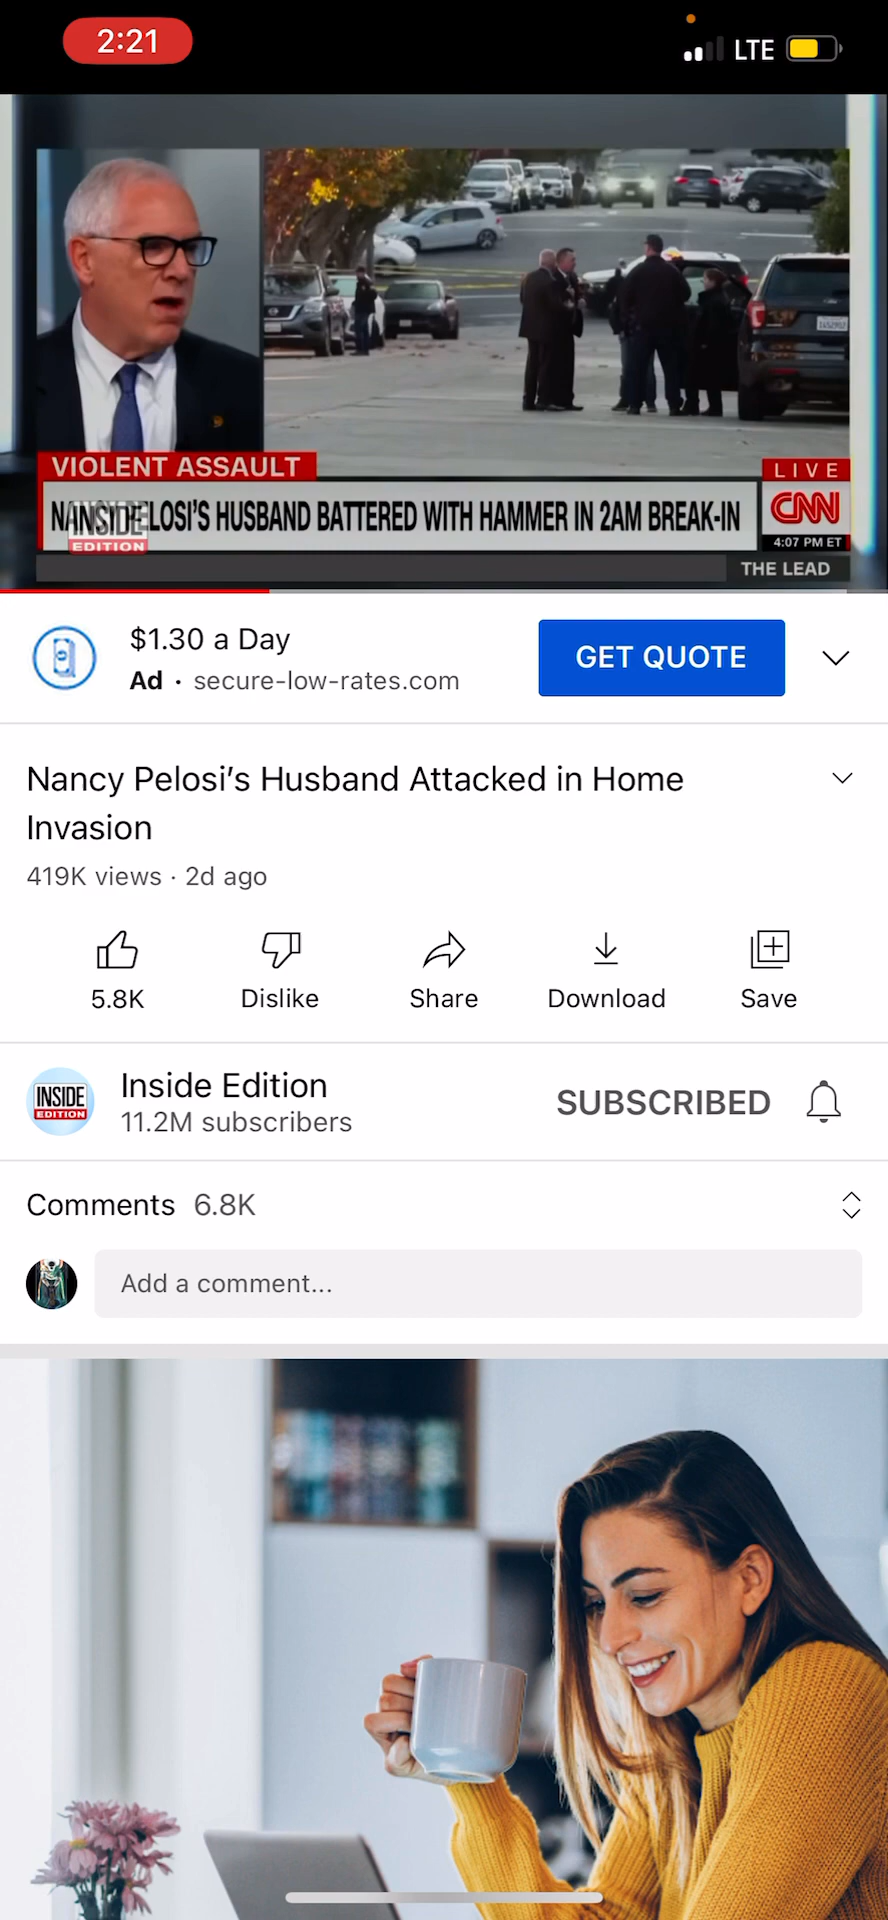 2:21
LTE
VIOLENT ASSAULT
LIVE
NANCY PELOSI'S HUSBAND BATTERED WITH HAMMER IN 2AM BREAK-IN
CNN
INSIDE
EDITION
4:07 PM ET
THE LEAD
$1.30 a Day
Ad · secure-low-rates.com
GET QUOTE
Nancy Pelosi's Husband Attacked in Home
Invasion
419K views · 2d ago
5.8K
Dislike
Share
Download
Save
INSIDE
EDITION
Inside Edition
11.2M subscribers
SUBSCRIBED
Comments 6.8K
Add a comment...